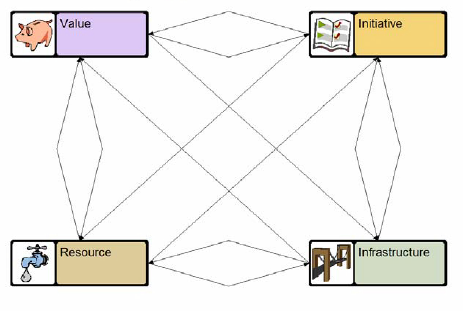 Value
Initiative
Resource
Infrastructure